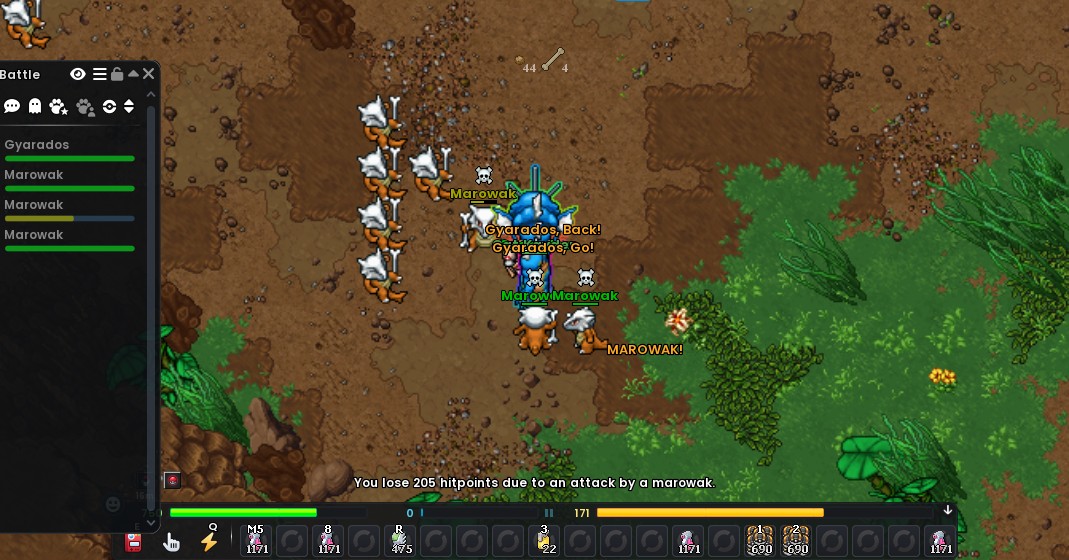 44 4
Battle
Gyarados
Marowak
Marowak
Marowak
Marowak
Gyarados, Back!
Gyarados, Go!
Marow
Marowak
MAROWAK!
You lose 205 hitpoints due to an attack by a marowak.
0
171
E
Q
M5
1171
8
1171
R
475
3
22
1171
1
690
2
690
1171